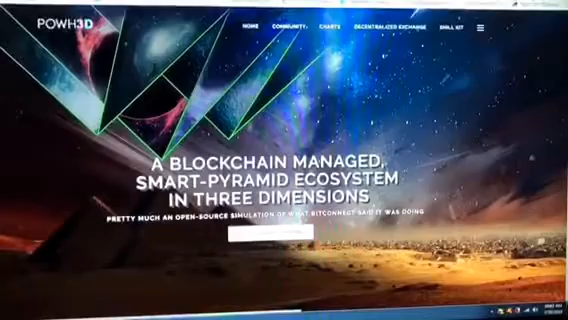 POWH3D
HOME COMMUNITY CHARTS DECENTRALIZED EXCHANGE SHILL KIT
A BLOCKCHAIN MANAGED,
SMART-PYRAMID ECOSYSTEM
IN THREE DIMENSIONS
PRETTY MUCH AN OPEN-SOURCE SIMULATION OF WHAT BITCONNECT SAID IT WAS DOING